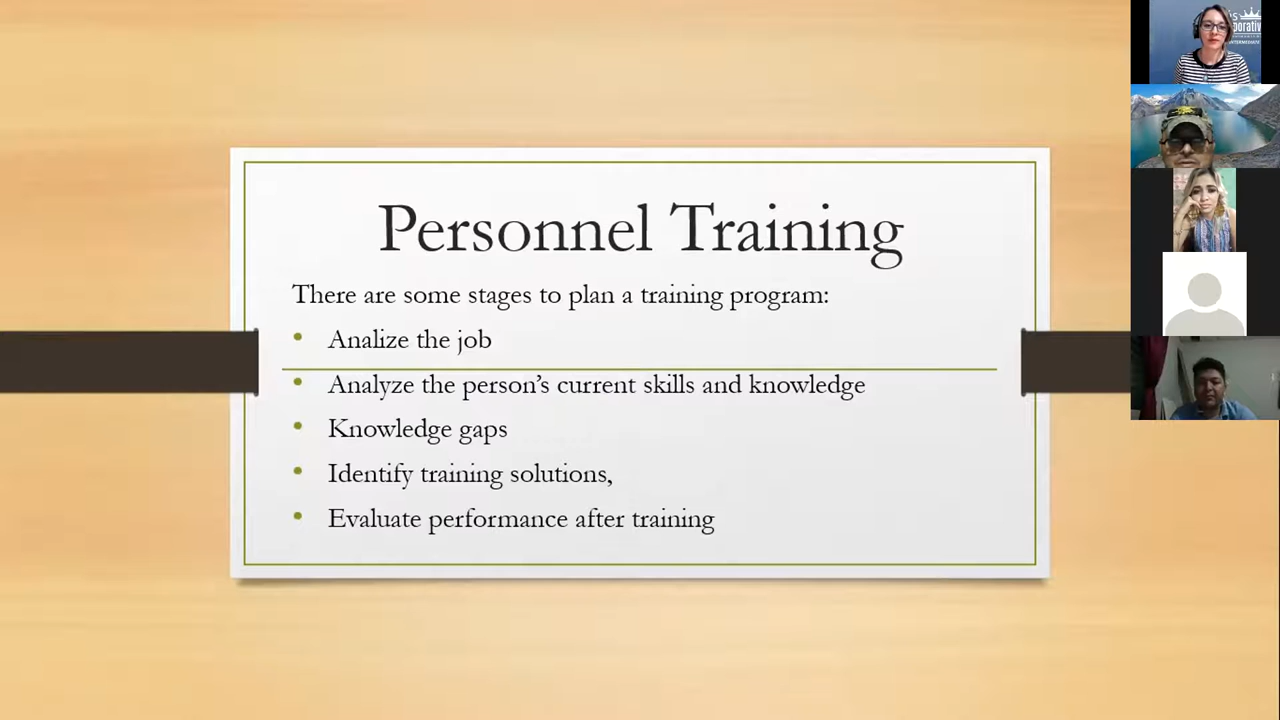 Personnel Training
There are some stages to plan a training program:
• Analize the job
• Analyze the person's current skills and knowledge
• Knowledge gaps
• Identify training solutions,
• Evaluate performance after training